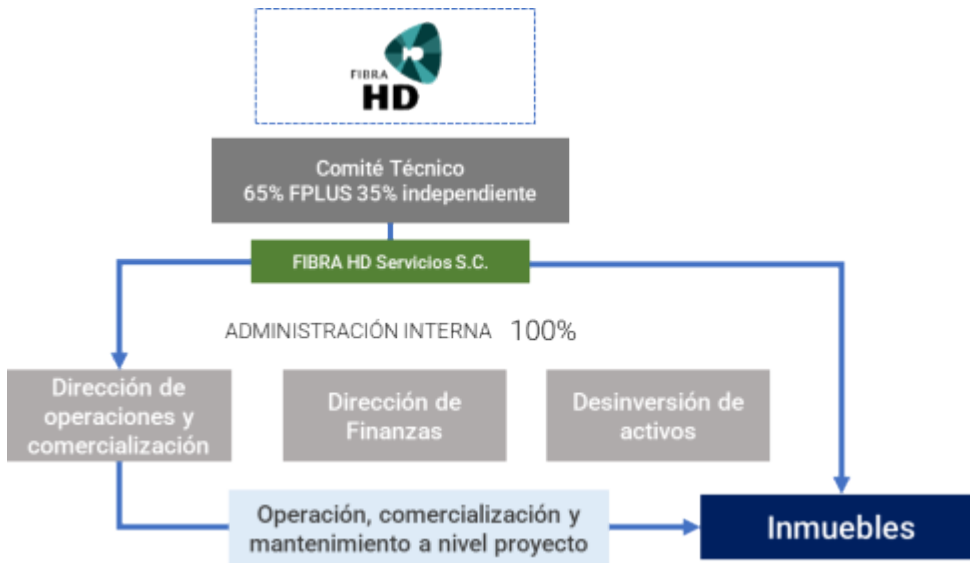 FIBRA
HD
Comité Técnico
65% FPLUS 35% independiente
FIBRA HD Servicios S.C.
ADMINISTRACIÓN INTERNA 100%
Dirección de
operaciones y
comercialización
Dirección de
Finanzas
Desinversión de
activos
Operación, comercialización y
mantenimiento a nivel proyecto
Inmuebles